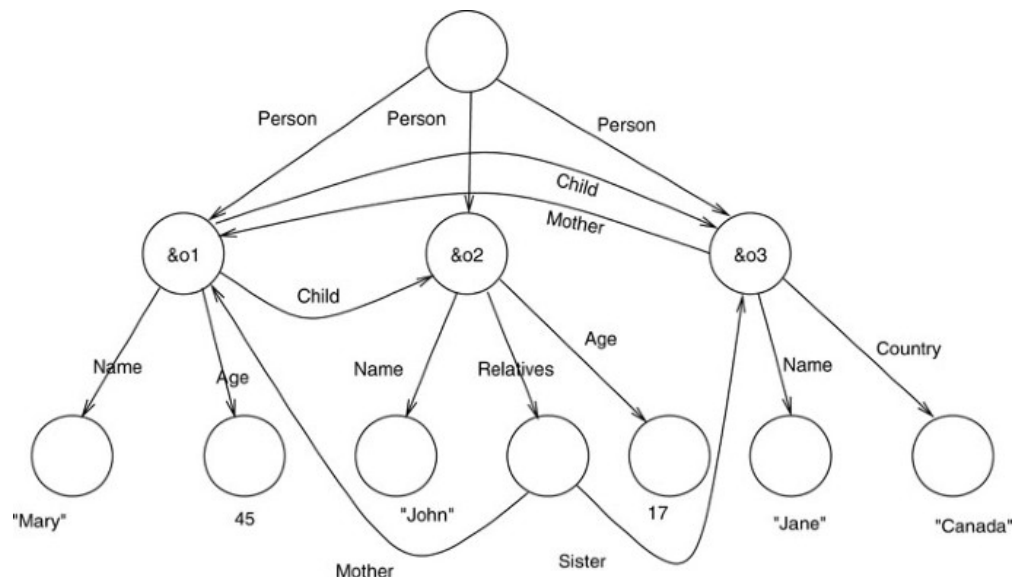 Person
Person
Person
Child
Mother
&o1
&o2
&o3
Child
Name
Age
Name
Relatives
Age
Name
Country
"Mary"
45
"John"
17
"Jane"
"Canada"
Mother
Sister